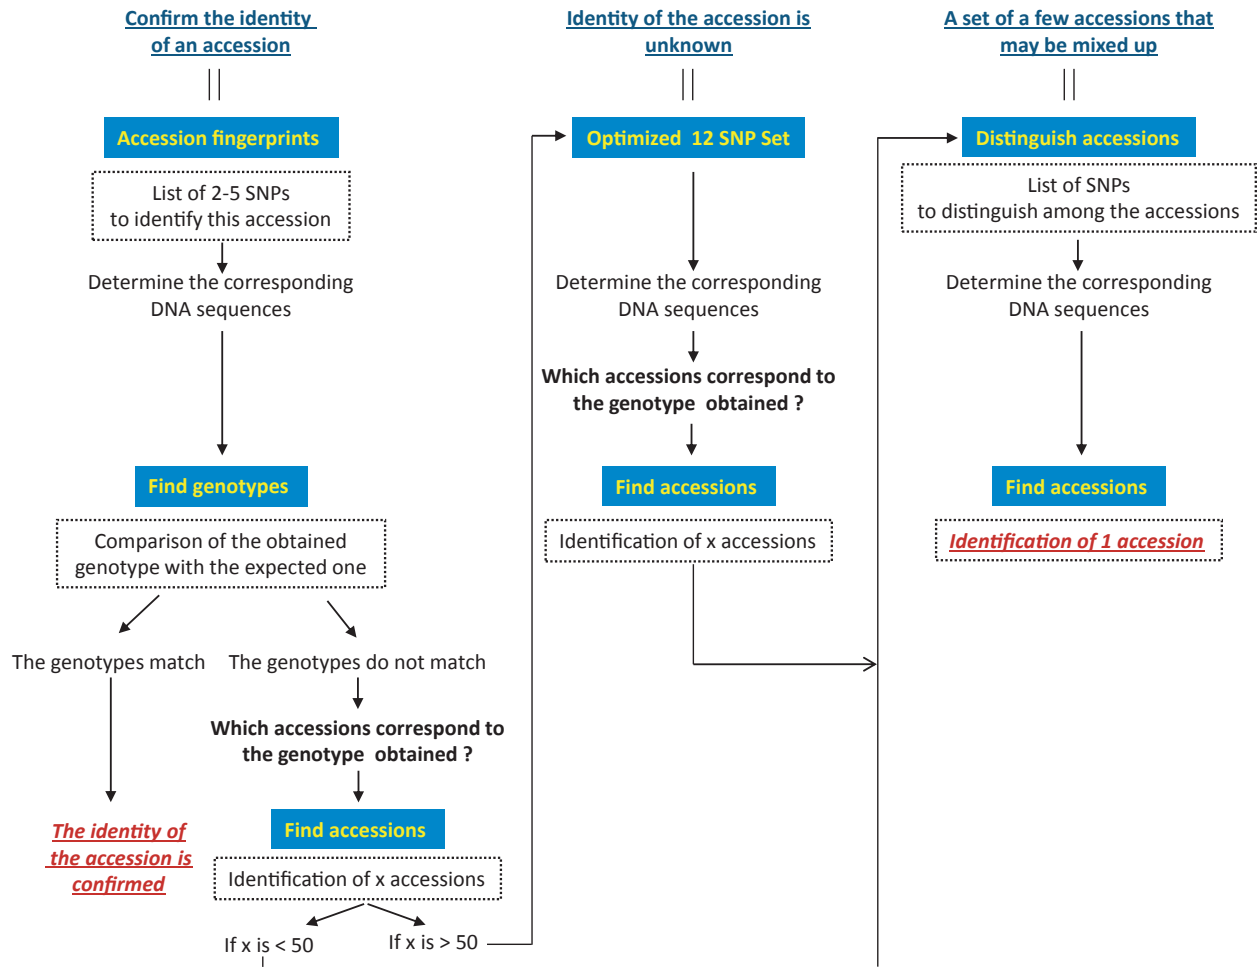 Confirm the identity
of an accession
Accession fingerprints
List of 2-5 SNPs
to identify this accession
Determine the corresponding
DNA sequences
Find genotypes
Comparison of the obtained
genotype with the expected one
The genotypes match
The genotypes do not match
Which accessions correspond to
the genotype obtained ?
The identity of
the accession is
confirmed
Find accessions
Identification of x accessions
If x is < 50
If x is > 50
Identity of the accession is
unknown
Optimized 12 SNP Set
Determine the corresponding
DNA sequences
Which accessions correspond to
the genotype obtained ?
Find accessions
Identification of x accessions
A set of a few accessions that
may be mixed up
Distinguish accessions
List of SNPs
to distinguish among the accessions
Determine the corresponding
DNA sequences
Find accessions
Identification of 1 accession